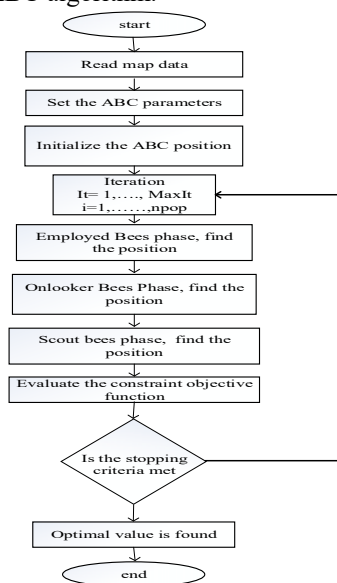 start
Read map data
Set the ABC parameters
Initialize the ABC position
Iteration
It= 1,...., MaxIt
i=1,......,npop
Employed Bees phase, find
the position
Onlooker Bees Phase, find the
position
Scout bees phase, find the
position
Evaluate the constraint objective
function
Is the stopping
criteria met
Optimal value is found
end